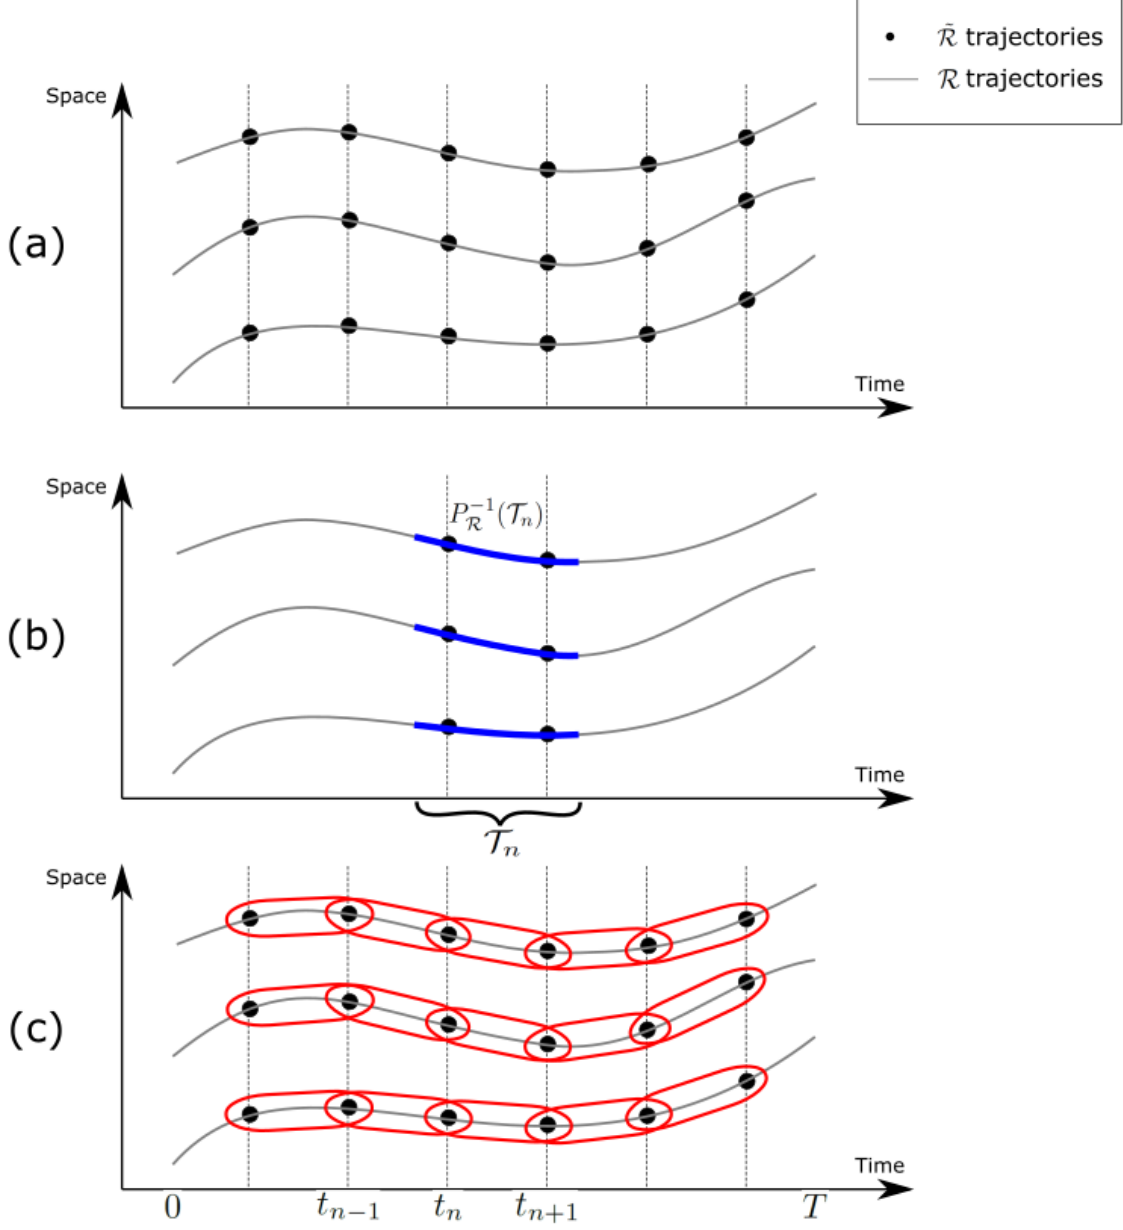 R̃ trajectories
R trajectories
Space
(a)
Time
Space
P_R^{-1}(T_n)
(b)
Time
T_n
Space
(c)
Time
0 t_{n-1} t_n t_{n+1} T